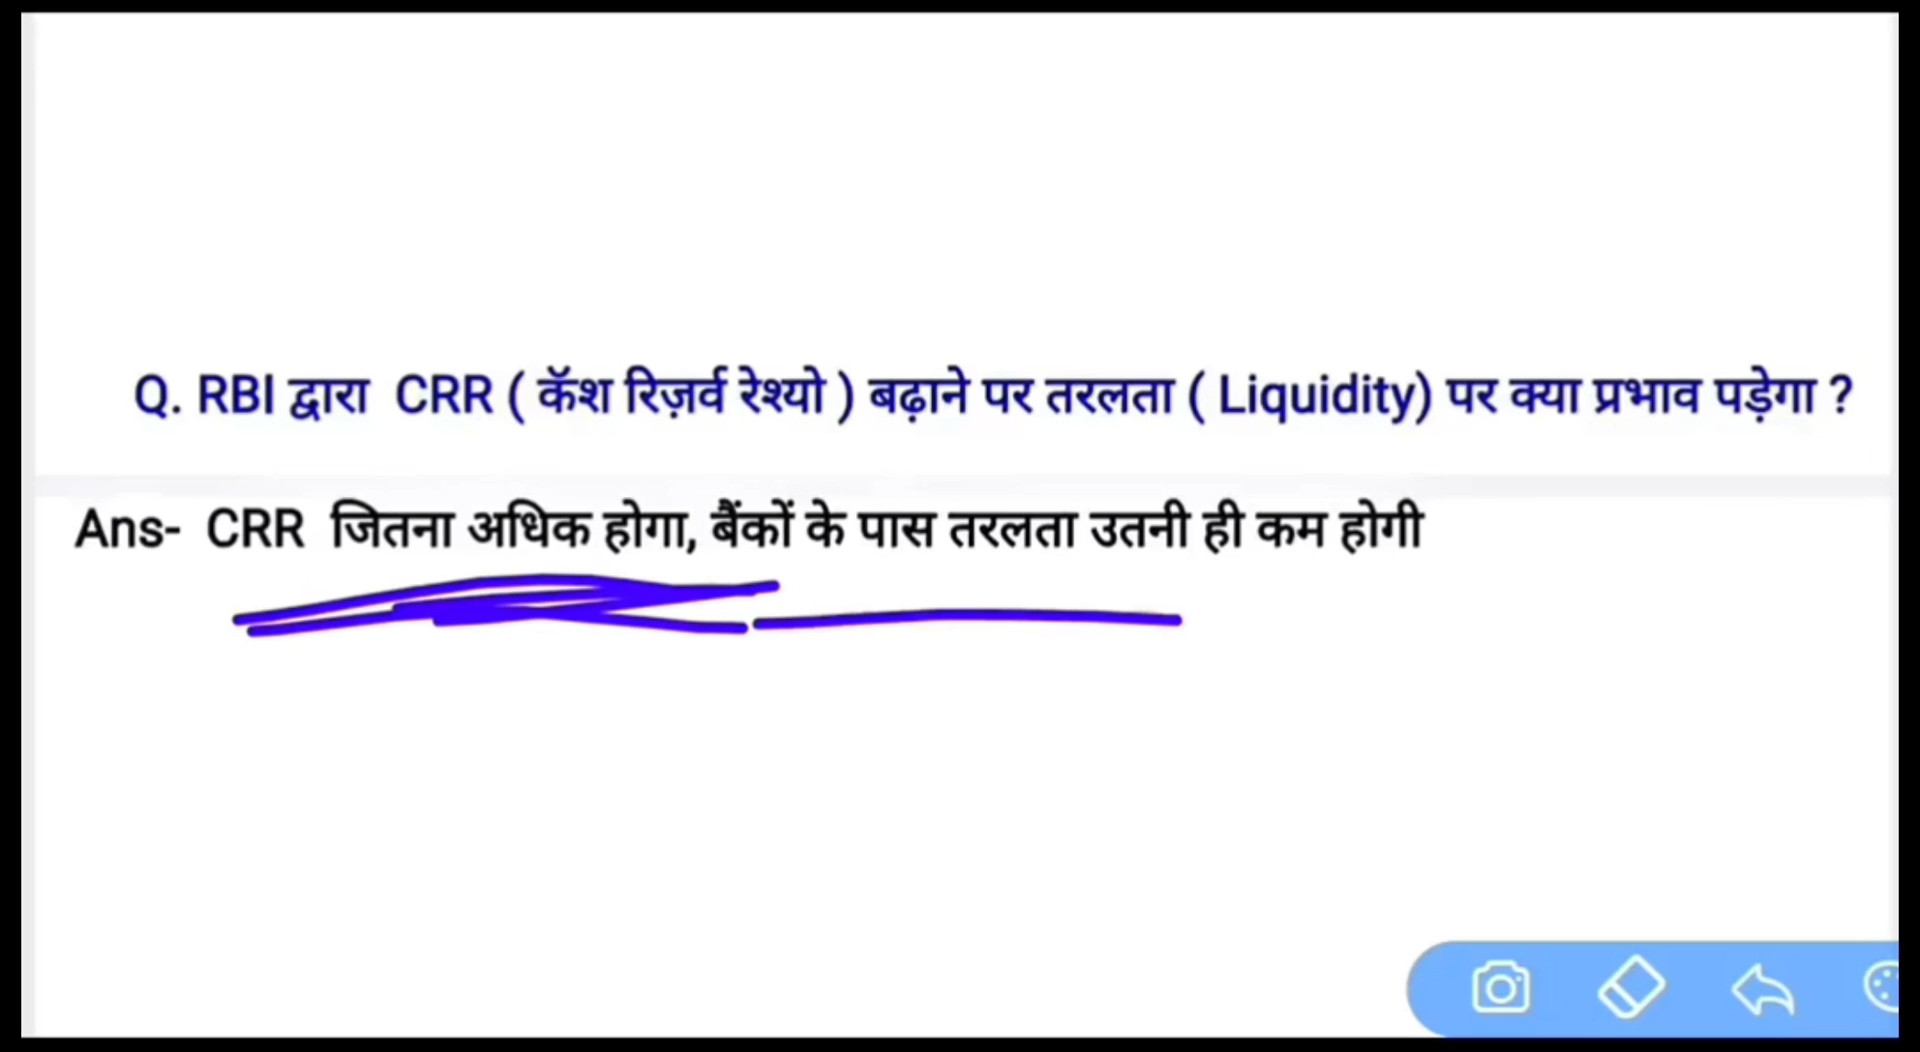 Q. RBI द्वारा CRR ( कॅश रिज़र्व रेश्यो ) बढ़ाने पर तरलता ( Liquidity) पर क्या प्रभाव पड़ेगा ?
Ans- CRR जितना अधिक होगा, बैंकों के पास तरलता उतनी ही कम होगी